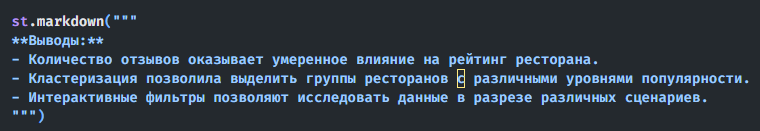 st.markdown("""
**Выводы:**
- Количество отзывов оказывает умеренное влияние на рейтинг ресторана.
- Кластеризация позволила выделить группы ресторанов с различными уровнями популярности.
- Интерактивные фильтры позволяют исследовать данные в разрезе различных сценариев.
""")